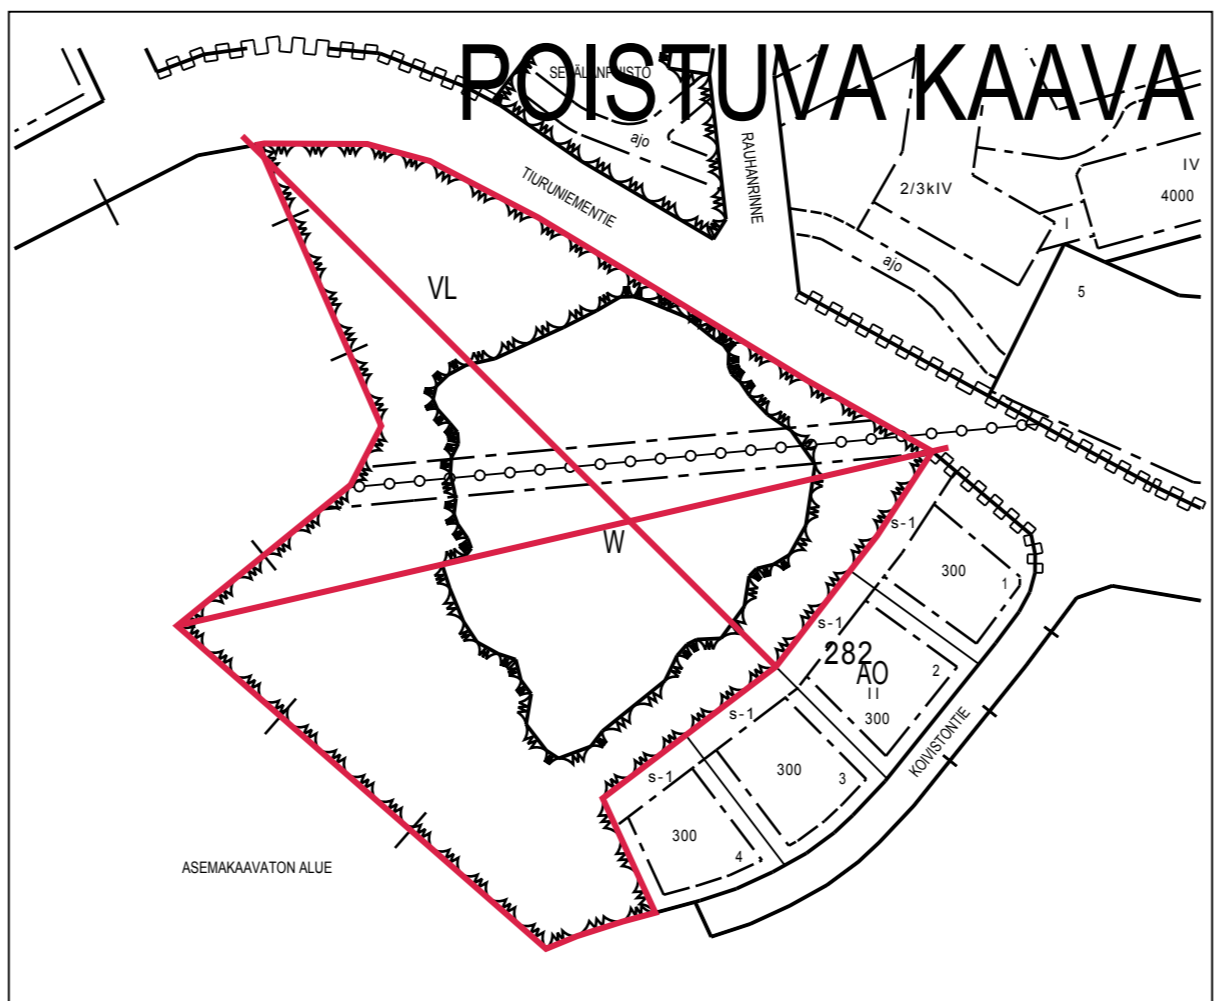 POISTUVA KAAVA
SEPÄLÄNPUISTO
ajo
RAUHANRINNE
TIURUNIEMENTIE
2/3kIV
IV
4000
I
ajo
5
VL
W
s-1
300
1
s-1
282
AO
II
300
2
s-1
300
3
KOIVISTONTIE
s-1
300
4
ASEMAKAAVATON ALUE